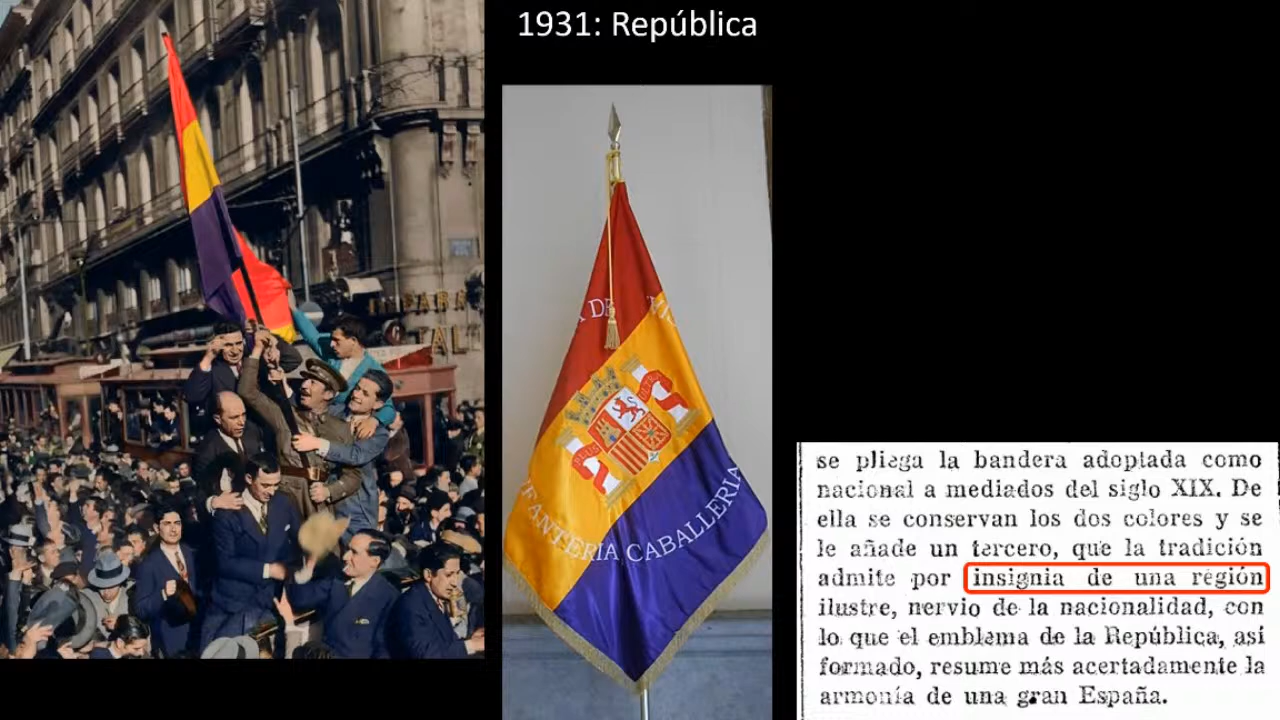 1931: República
PLUS
ULTRA
ANTERIA CABALLERIA
se pliega la bandera adoptada como
nacional a mediados del siglo XIX. De
ella se conservan los dos colores y se
le añade un tercero, que la tradición
admite por insignia de una región
ilustre, nervio de la nacionalidad, con
lo que el emblema de la República, así
formado, resume más acertadamente la
armonía de una gran España.